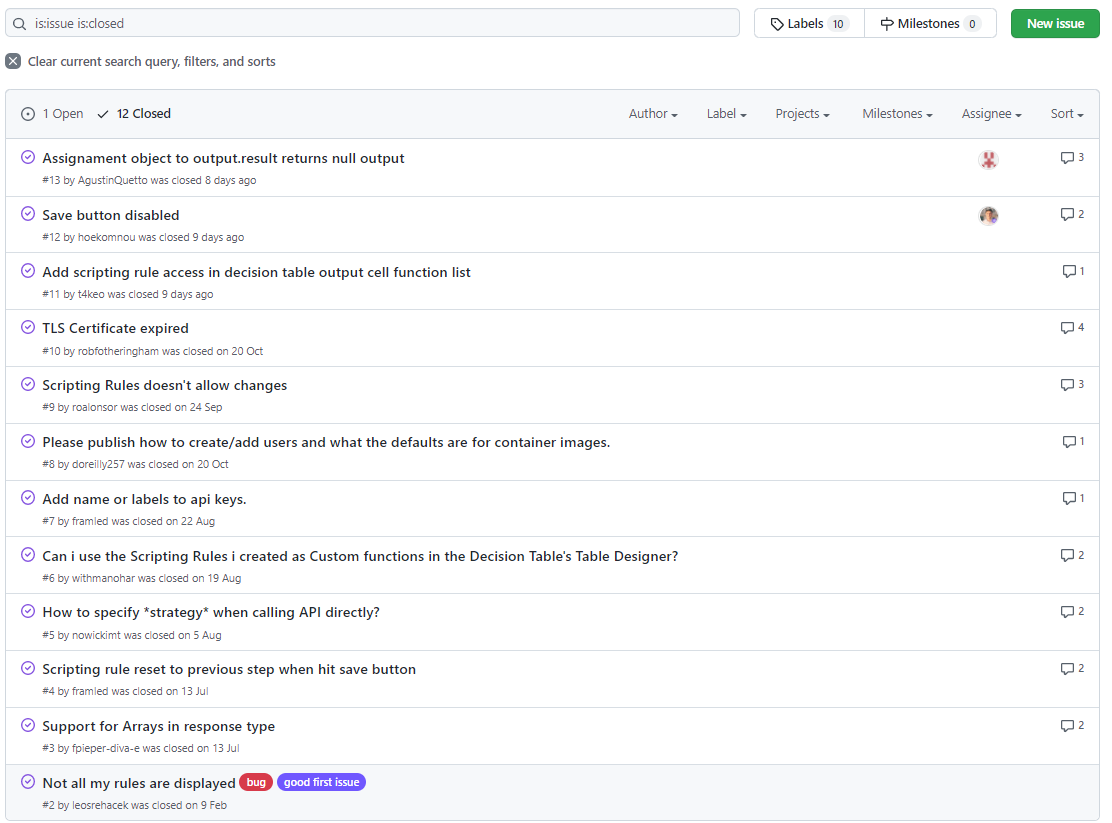 is:issue is:closed
Labels 10
Milestones 0
New issue
Clear current search query, filters, and sorts
1 Open 12 Closed Author Label Projects Milestones Assignee Sort
Assignament object to output.result returns null output 3
#13 by AgustinQuetto was closed 8 days ago
Save button disabled 2
#12 by hoekomnou was closed 9 days ago
Add scripting rule access in decision table output cell function list 1
#11 by t4keo was closed 9 days ago
TLS Certificate expired 4
#10 by robfotheringham was closed on 20 Oct
Scripting Rules doesn't allow changes 3
#9 by roalonsor was closed on 24 Sep
Please publish how to create/add users and what the defaults are for container images. 1
#8 by doreilly257 was closed on 20 Oct
Add name or labels to api keys. 1
#7 by framled was closed on 22 Aug
Can i use the Scripting Rules i created as Custom functions in the Decision Table's Table Designer? 2
#6 by withmanohar was closed on 19 Aug
How to specify *strategy* when calling API directly? 2
#5 by nowickimt was closed on 5 Aug
Scripting rule reset to previous step when hit save button 2
#4 by framled was closed on 13 Jul
Support for Arrays in response type 2
#3 by fpieper-diva-e was closed on 13 Jul
Not all my rules are displayed bug good first issue
#2 by leosrehacek was closed on 9 Feb